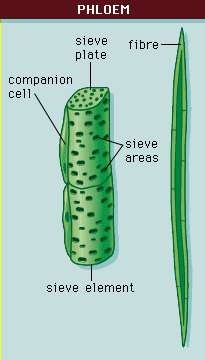 PHLOEM
sieve
plate
fibre
companion
cell
sieve
areas
sieve element